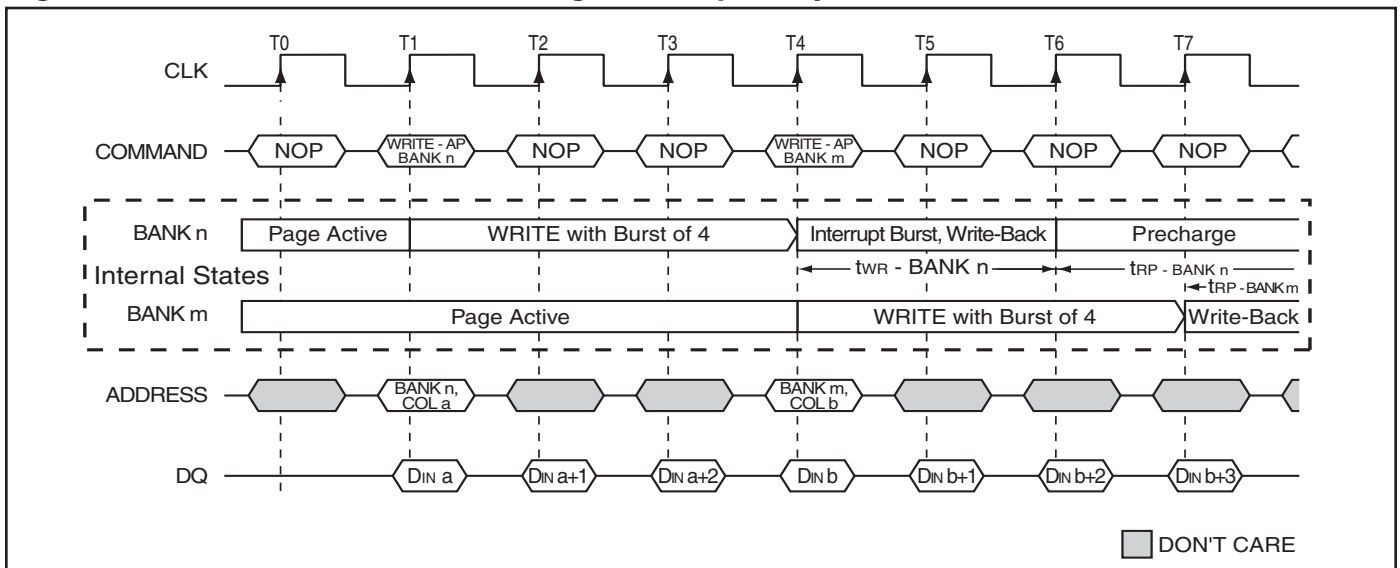 T0 T1 T2 T3 T4 T5 T6 T7
CLK
COMMAND NOP WRITE - AP BANK n NOP NOP WRITE - AP BANK m NOP NOP NOP
BANK n Page Active WRITE with Burst of 4 Interrupt Burst, Write-Back Precharge
tWR - BANK n tRP - BANK n
Internal States
tRP - BANK m
BANK m Page Active WRITE with Burst of 4 Write-Back
ADDRESS BANK n, COL a BANK m, COL b
DQ DIN a DIN a+1 DIN a+2 DIN b DIN b+1 DIN b+2 DIN b+3
DON'T CARE